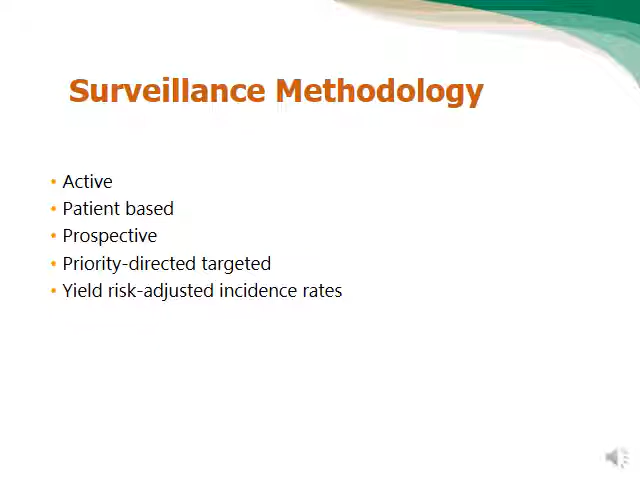 Surveillance Methodology
• Active
• Patient based
• Prospective
• Priority-directed targeted
• Yield risk-adjusted incidence rates